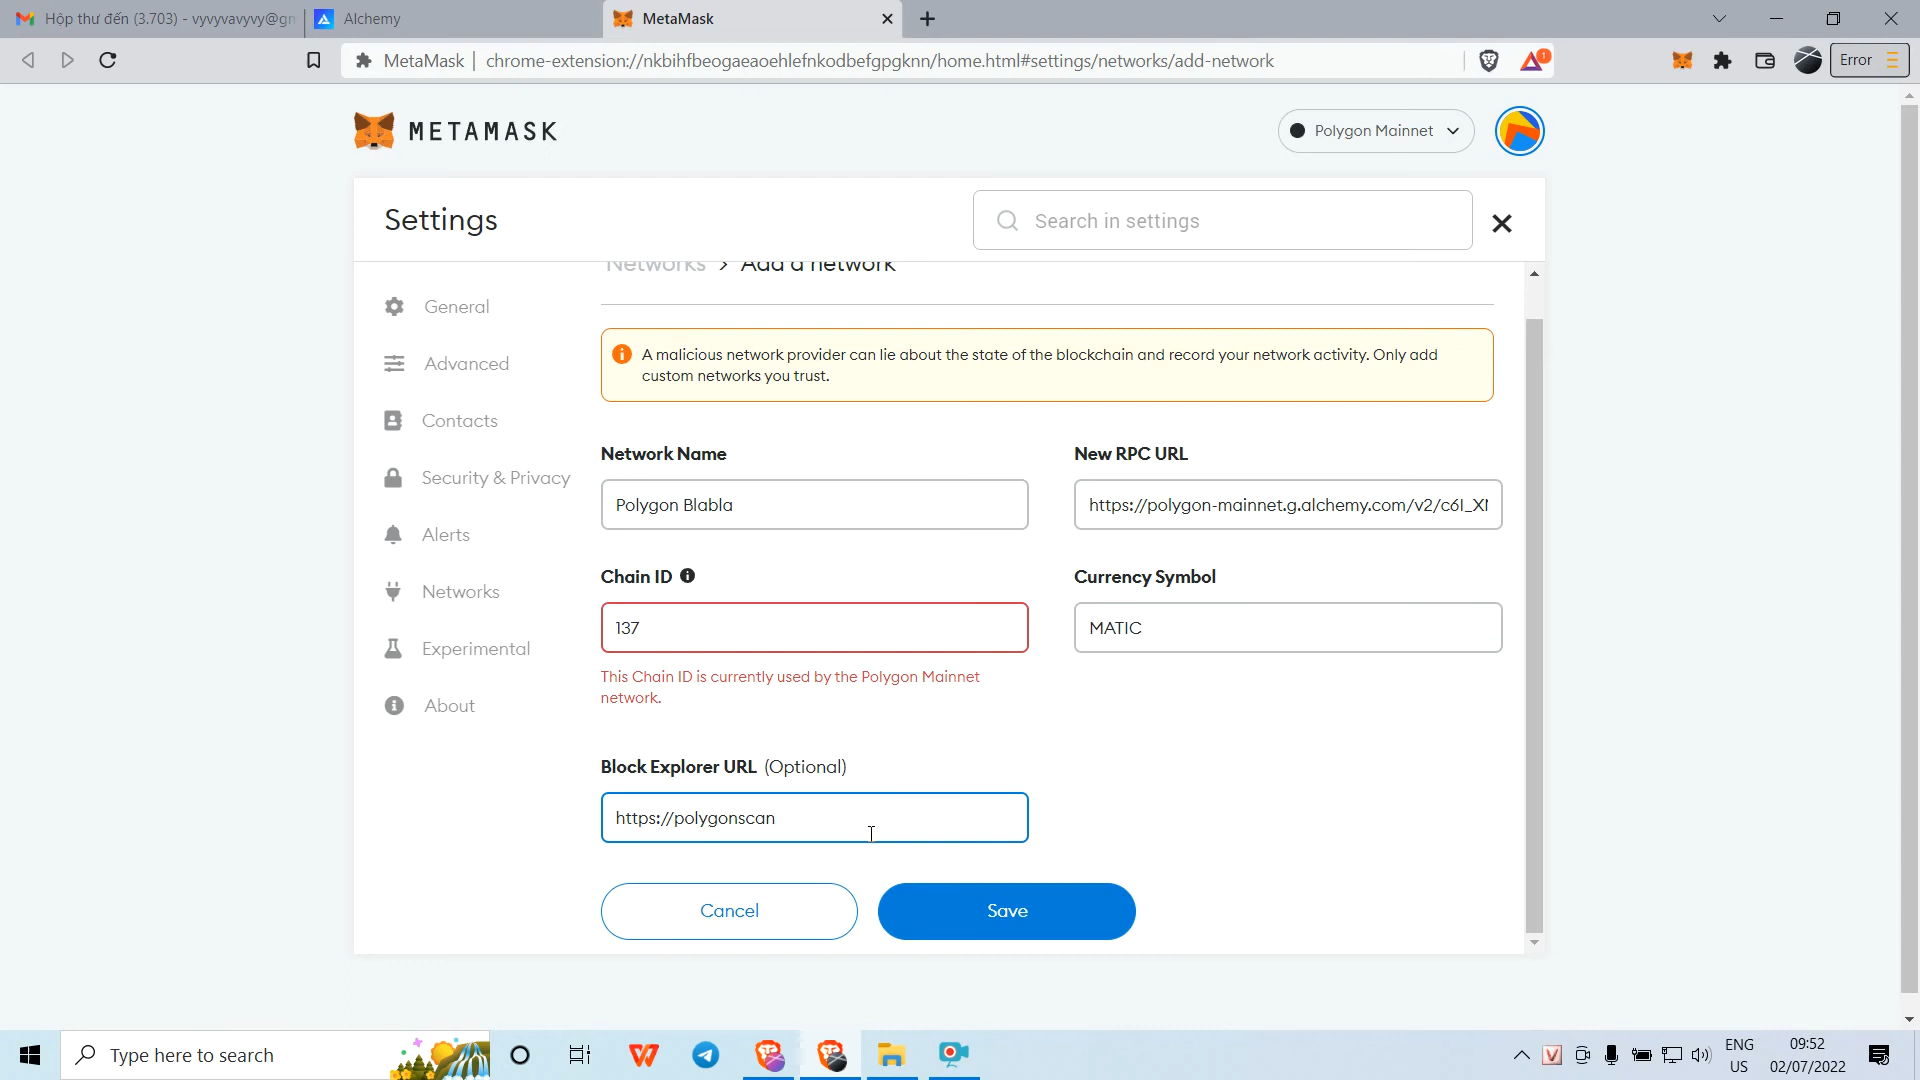 Hộp thư đến (3.703) - vyvyvavyvy@gm
Alchemy
MetaMask
MetaMask | chrome-extension://nkbihfbeogaeaoehlefnkodbefgpgknn/home.html#settings/networks/add-network
1
Error
METAMASK
Polygon Mainnet
Settings
Search in settings
Networks > Add a network
General
Advanced
Contacts
Security & Privacy
Alerts
Networks
Experimental
About
A malicious network provider can lie about the state of the blockchain and record your network activity. Only add
custom networks you trust.
Network Name
Polygon Blabla
New RPC URL
https://polygon-mainnet.g.alchemy.com/v2/c6I_XI
Chain ID
137
This Chain ID is currently used by the Polygon Mainnet
network.
Currency Symbol
MATIC
Block Explorer URL (Optional)
https://polygonscan
Cancel
Save
Type here to search
ENG
US
09:52
02/07/2022